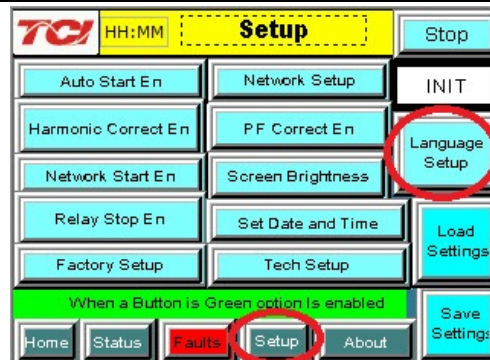 TCI HH:MM Setup Stop
Auto Start En Network Setup INIT
Harmonic Correct En PF Correct En Language
Setup
Network Start En Screen Brightness
Relay Stop En Set Date and Time Load
Settings
Factory Setup Tech Setup
When a Button is Green option Is enabled Save
Settings
Home Status Faults Setup About